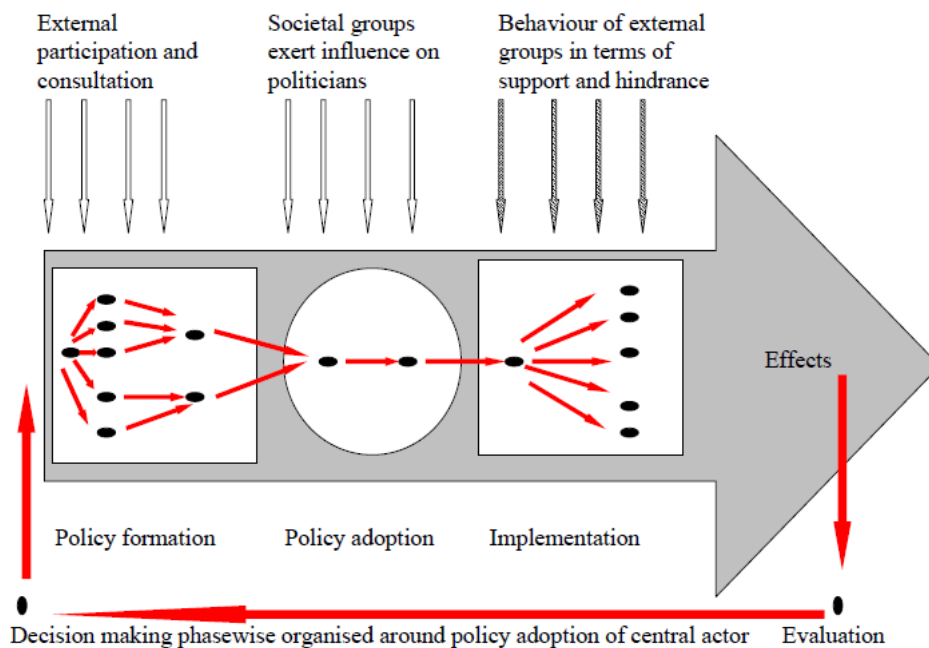 External
participation and
consultation
Societal groups
exert influence on
politicians
Behaviour of external
groups in terms of
support and hindrance
Effects
Policy formation
Policy adoption
Implementation
Decision making phasewise organised around policy adoption of central actor
Evaluation